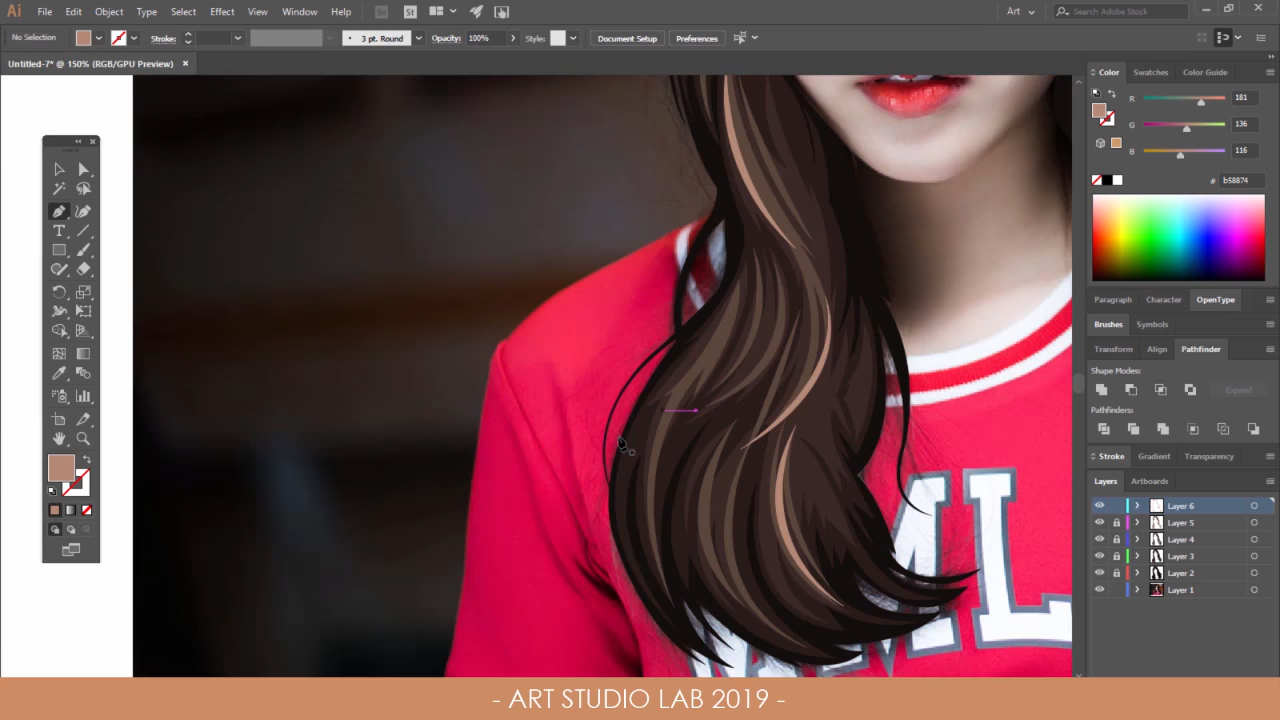 Ai File Edit Object Type Select Effect View Window Help Br St Art Search Adobe Stock
No Selection Stroke: 3 pt. Round Opacity: 100% Style: Document Setup Preferences
Untitled-7* @ 150% (RGB/GPU Preview)
Color Swatches Color Guide
R 181
G 136
B 116
# b58874
Paragraph Character OpenType
Brushes Symbols
Transform Align Pathfinder
Shape Modes:
Expand
Pathfinders:
Stroke Gradient Transparency
Layers Artboards
Layer 6
Layer 5
Layer 4
Layer 3
Layer 2
Layer 1
- ART STUDIO LAB 2019 -